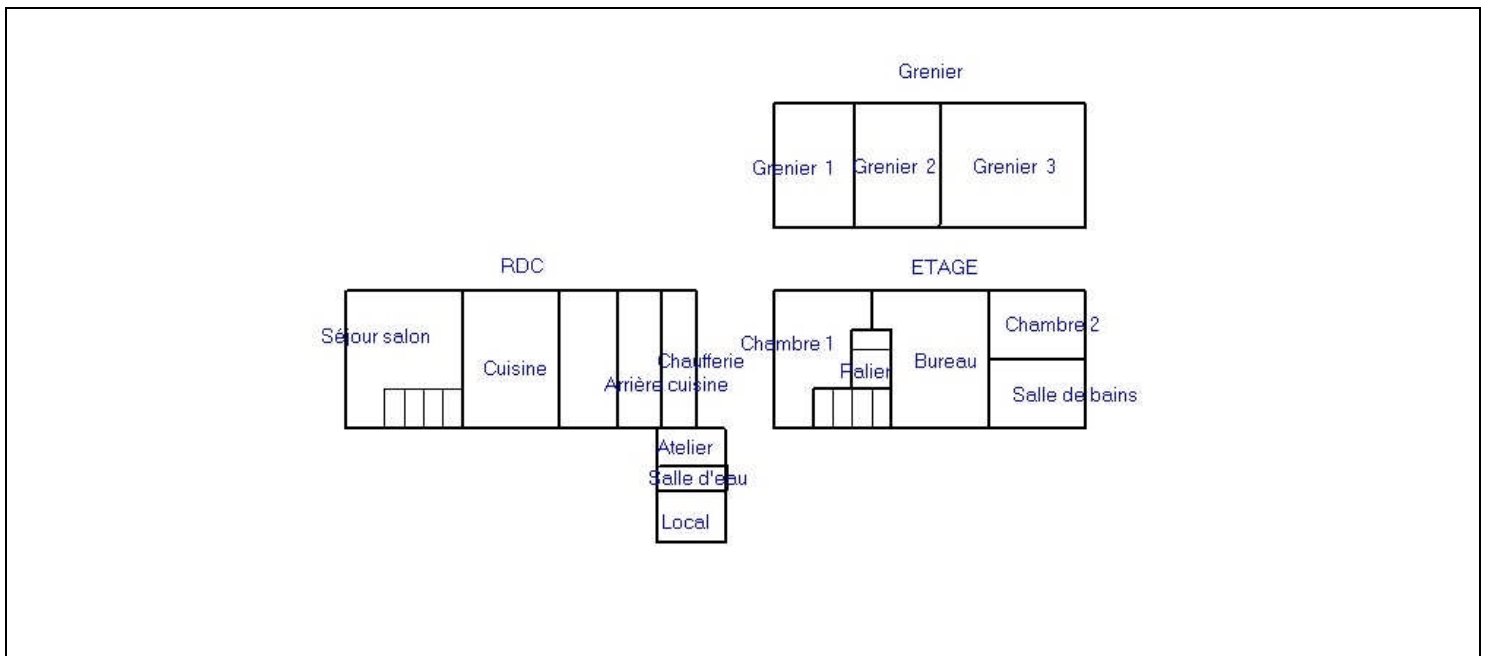 Grenier
Grenier 1
Grenier 2
Grenier 3
RDC
Séjour salon
Cuisine
Chaufferie
Arrière cuisine
Atelier
Salle d'eau
Local
ETAGE
Chambre 1
Palier
Bureau
Chambre 2
Salle de bains